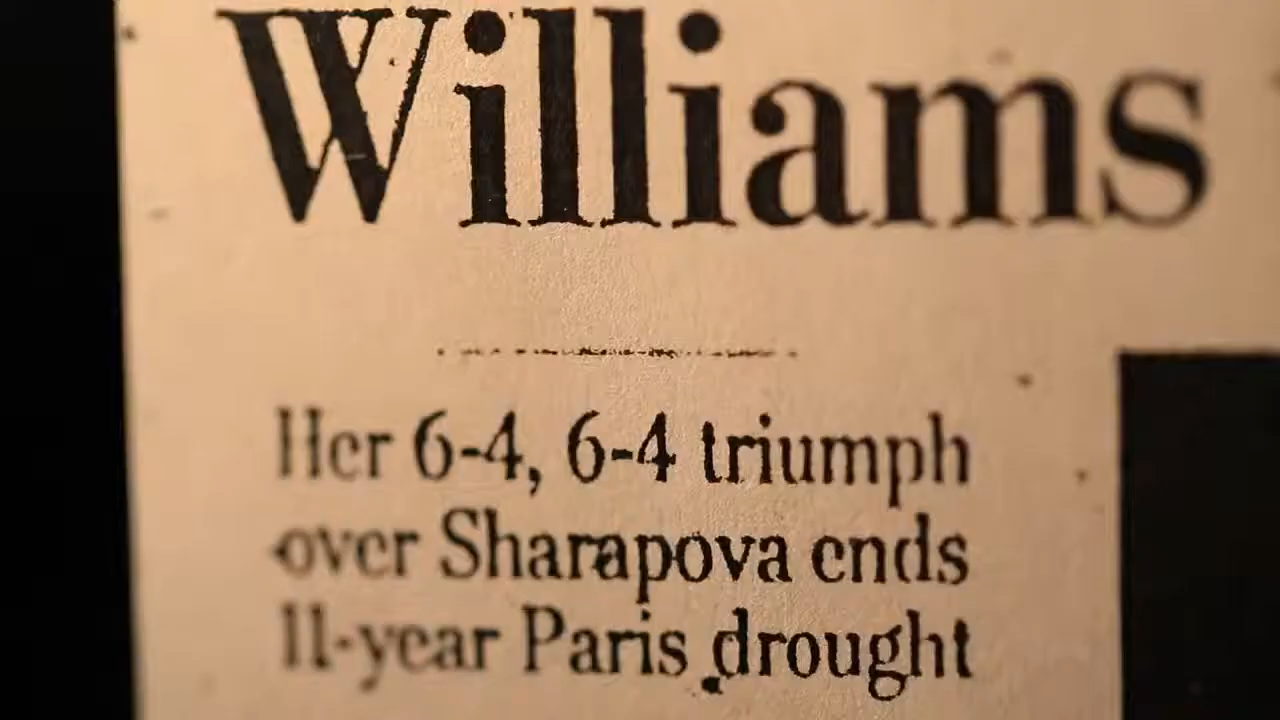 Williams
Her 6-4, 6-4 triumph
over Sharapova ends
11-year Paris drought